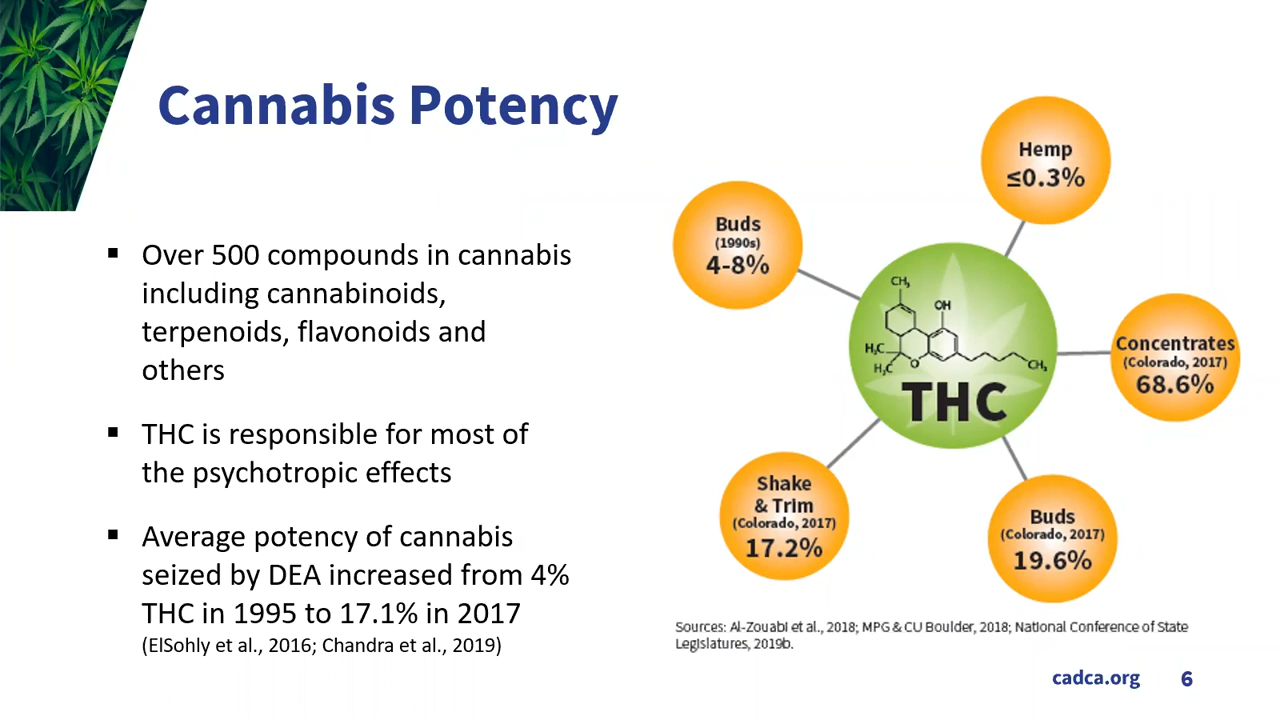 Cannabis Potency
▪ Over 500 compounds in cannabis
including cannabinoids,
terpenoids, flavonoids and
others
▪ THC is responsible for most of
the psychotropic effects
▪ Average potency of cannabis
seized by DEA increased from 4%
THC in 1995 to 17.1% in 2017
(ElSohly et al., 2016; Chandra et al., 2019)
Hemp
≤0.3%
Buds
(1990s)
4-8%
CH₃
OH
H₃C
H₃C
O
CH₃
THC
Concentrates
(Colorado, 2017)
68.6%
Shake
& Trim
(Colorado, 2017)
17.2%
Buds
(Colorado, 2017)
19.6%
Sources: Al-Zouabi et al., 2018; MPG & CU Boulder, 2018; National Conference of State
Legislatures, 2019b.
cadca.org 6